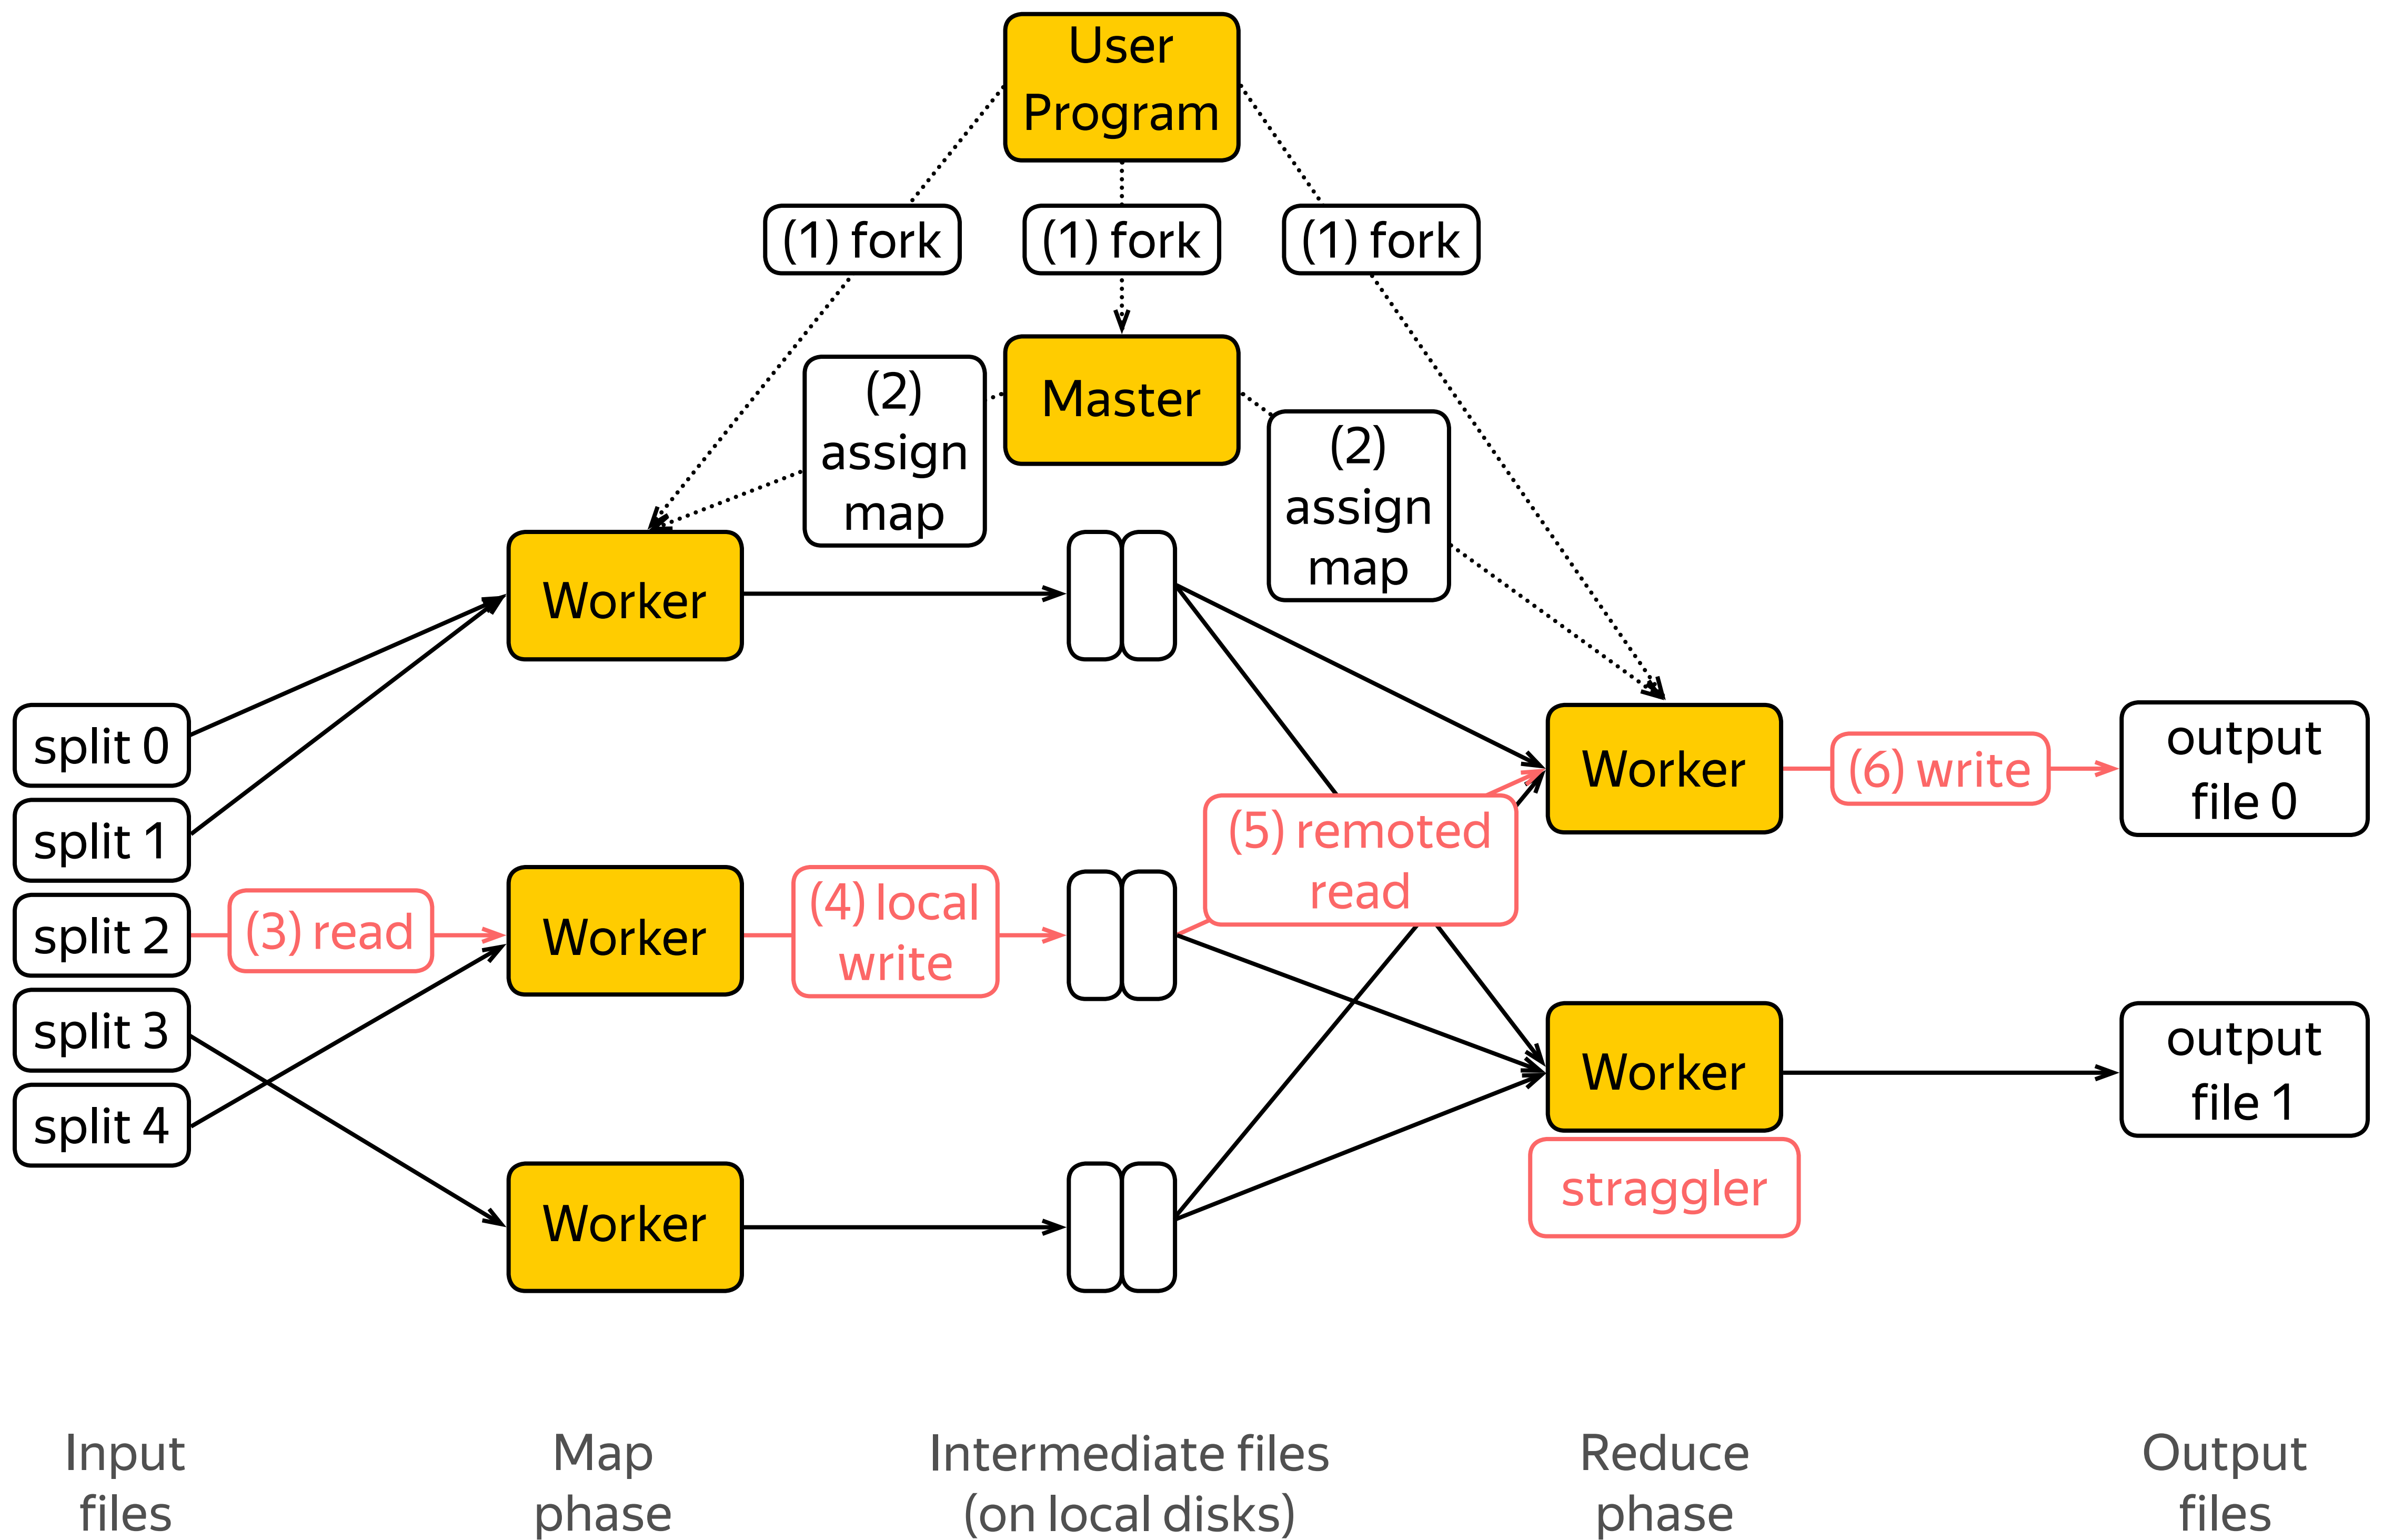 User
Program
(1) fork
(1) fork
(1) fork
Master
(2)
assign
map
(2)
assign
map
Worker
split 0
split 1
split 2
split 3
split 4
(3) read
Worker
(4) local
write
Worker
(5) remoted
read
Worker
(6) write
output
file 0
Worker
straggler
output
file 1
Input
files
Map
phase
Intermediate files
(on local disks)
Reduce
phase
Output
files